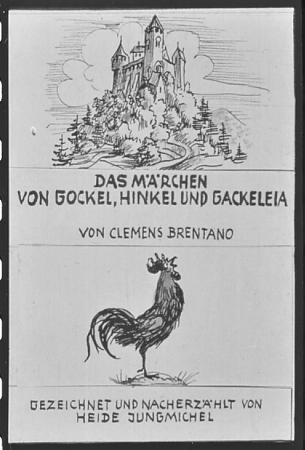 DAS MÄRCHEN
VON GOCKEL, HINKEL UND GACKELEIA
VON CLEMENS BRENTANO
GEZEICHNET UND NACHERZÄHLT VON
HEIDE JUNGMICHEL